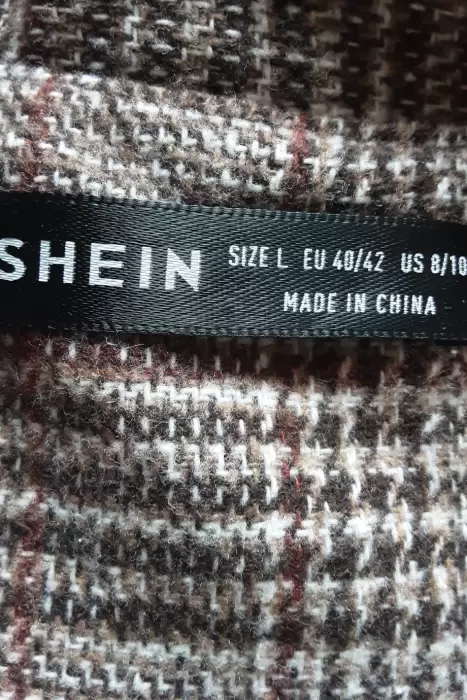 SHEIN
SIZE L EU 40/42 US 8/10
MADE IN CHINA